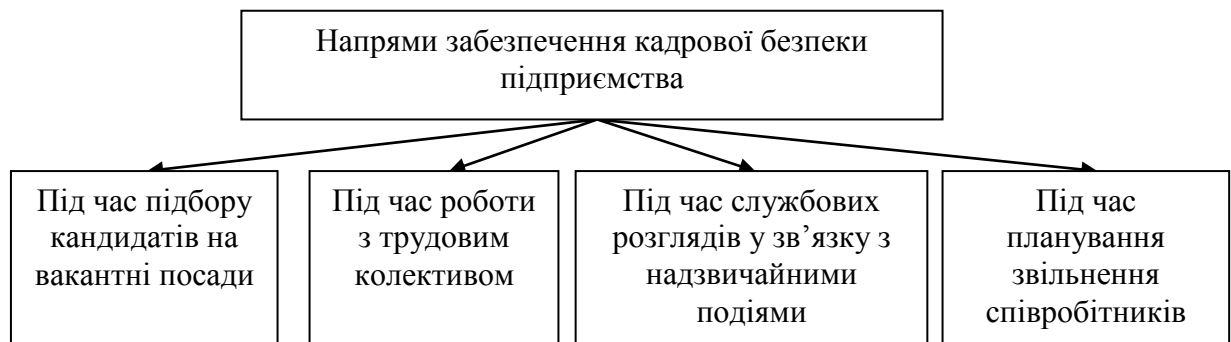 Напрями забезпечення кадрової безпеки
підприємства
Під час підбору
кандидатів на
вакантні посади
Під час роботи
з трудовим
колективом
Під час службових
розглядів у зв’язку з
надзвичайними
подіями
Під час
планування
звільнення
співробітників